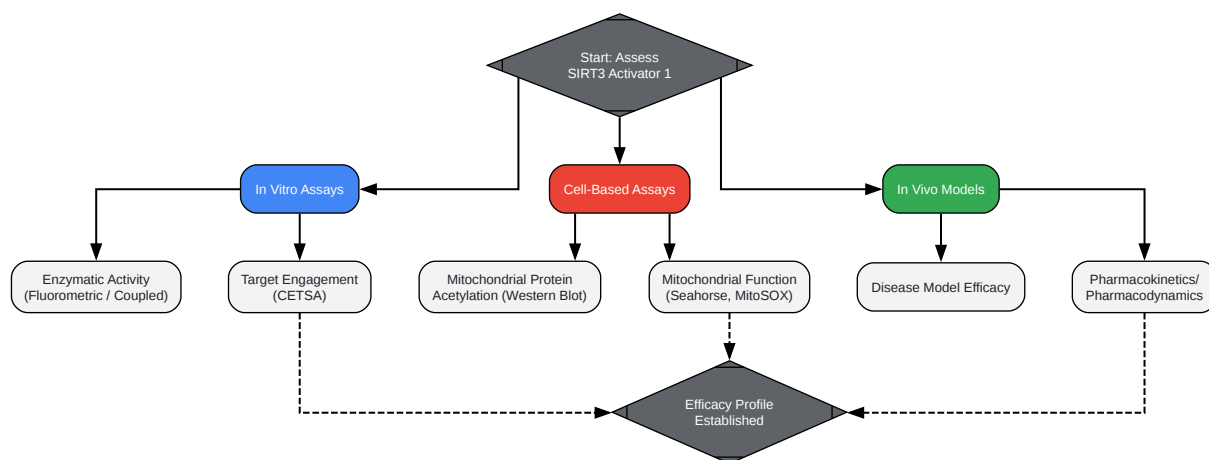 Start: Assess
SIRT3 Activator 1
In Vitro Assays
Cell-Based Assays
In Vivo Models
Enzymatic Activity
(Fluorometric / Coupled)
Target Engagement
(CETSA)
Mitochondrial Protein
Acetylation (Western Blot)
Mitochondrial Function
(Seahorse, MitoSOX)
Disease Model Efficacy
Pharmacokinetics/
Pharmacodynamics
Efficacy Profile
Established